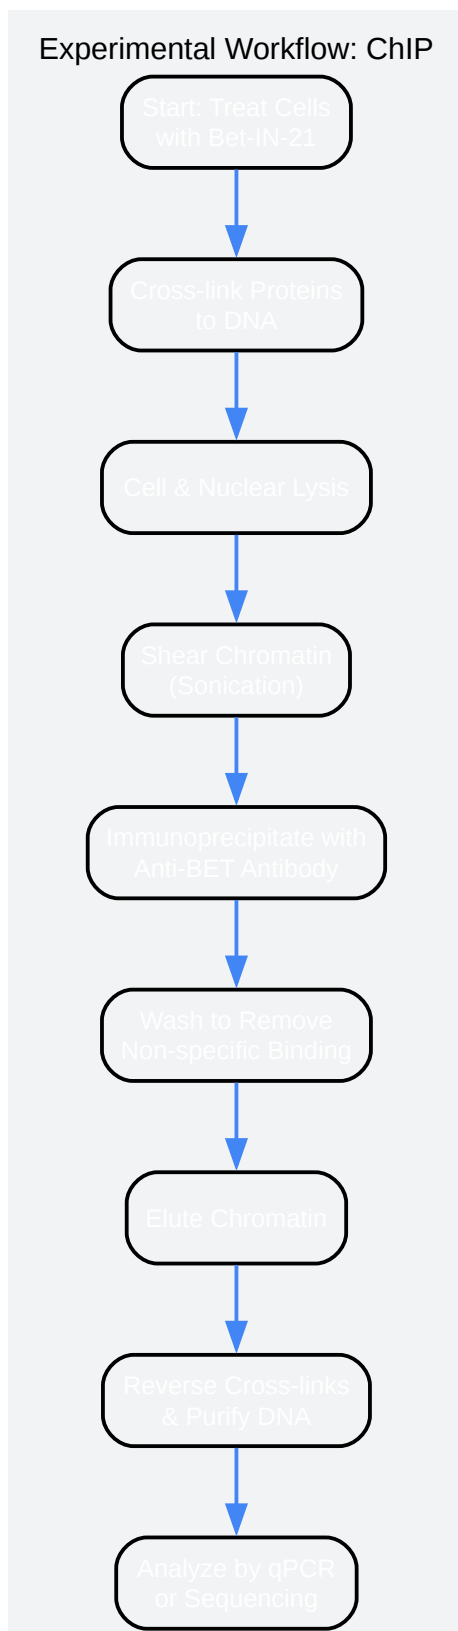 Experimental Workflow: ChIP
Start: Treat Cells
with Bet-IN-21
Cross-link Proteins
to DNA
Cell & Nuclear Lysis
Shear Chromatin
(Sonication)
Immunoprecipitate with
Anti-BET Antibody
Wash to Remove
Non-specific Binding
Elute Chromatin
Reverse Cross-links
& Purify DNA
Analyze by qPCR
or Sequencing